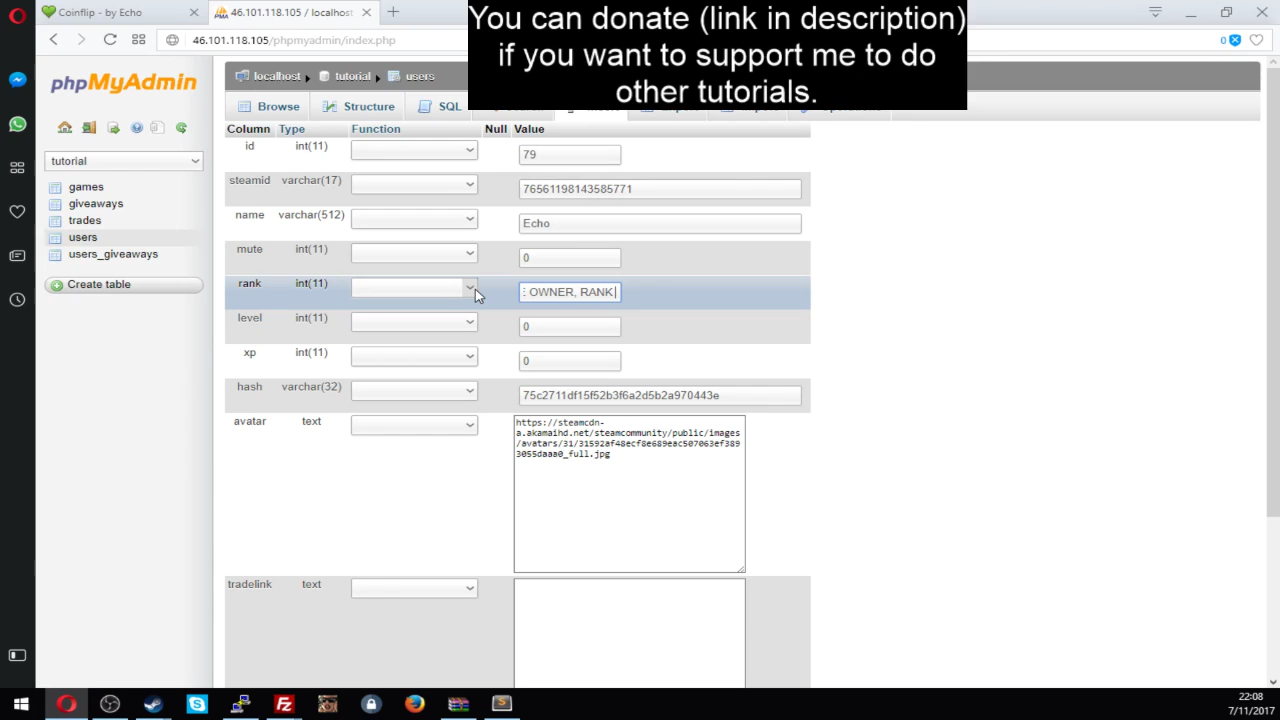 Coinflip - by Echo
46.101.118.105 / localhost
46.101.118.105/phpmyadmin/index.php
0
You can donate (link in description)
if you want to support me to do
other tutorials.
phpMyAdmin
tutorial
games
giveaways
trades
users
users_giveaways
Create table
localhost
tutorial
users
Browse
Structure
SQL
Column Type Function Null Value
id int(11) 79
steamid varchar(17) 76561198143585771
name varchar(512) Echo
mute int(11) 0
rank int(11) : OWNER, RANK
level int(11) 0
xp int(11) 0
hash varchar(32) 75c2711df15f52b3f6a2d5b2a970443e
avatar text
https://steamcdn-
a.akamaihd.net/steamcommunity/public/images
/avatars/31/31592af48ecf8e689eac507063ef389
3055daaa0_full.jpg
tradelink text
22:08
7/11/2017